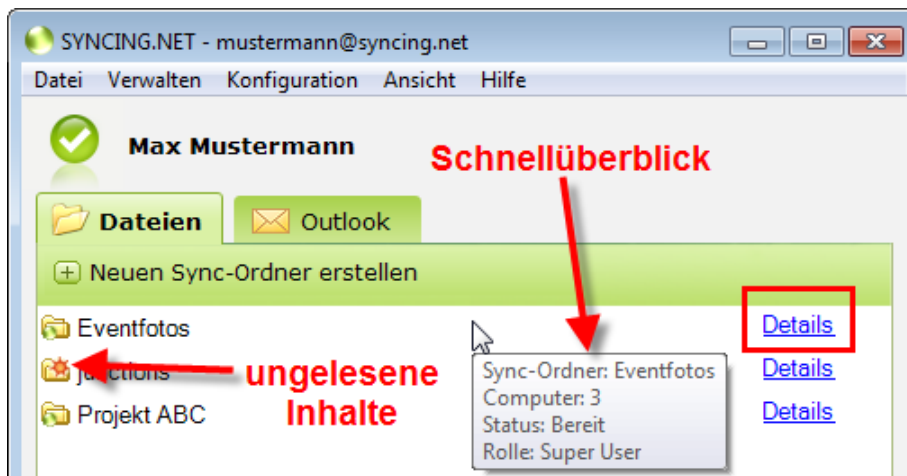 SYNCING.NET - mustermann@syncing.net
Datei Verwalten Konfiguration Ansicht Hilfe
Max Mustermann
Schnellüberblick
Dateien
Outlook
Neuen Sync-Ordner erstellen
Eventfotos
Details
junctions
Details
Projekt ABC
Details
ungelesene
Inhalte
Sync-Ordner: Eventfotos
Computer: 3
Status: Bereit
Rolle: Super User